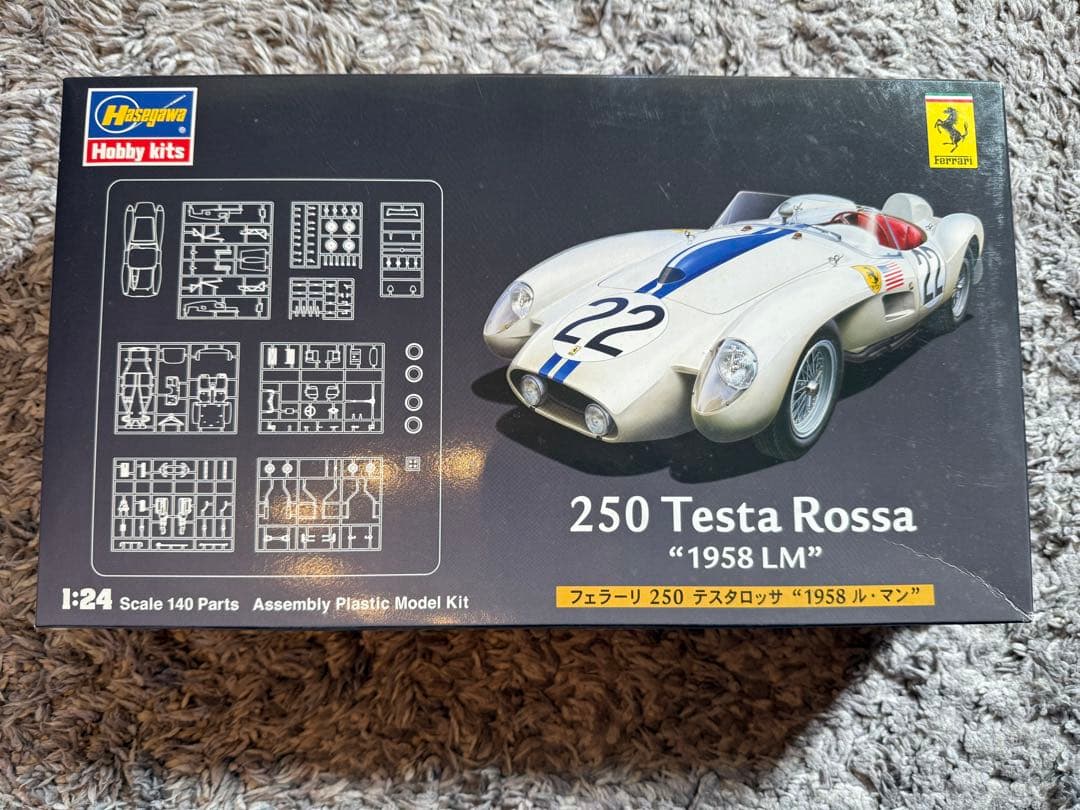 Hasegawa
Hobby kits
Ferrari
22
22
250 Testa Rossa
“1958 LM”
フェラーリ 250 テスタロッサ “1958 ル・マン”
1:24 Scale 140 Parts Assembly Plastic Model Kit